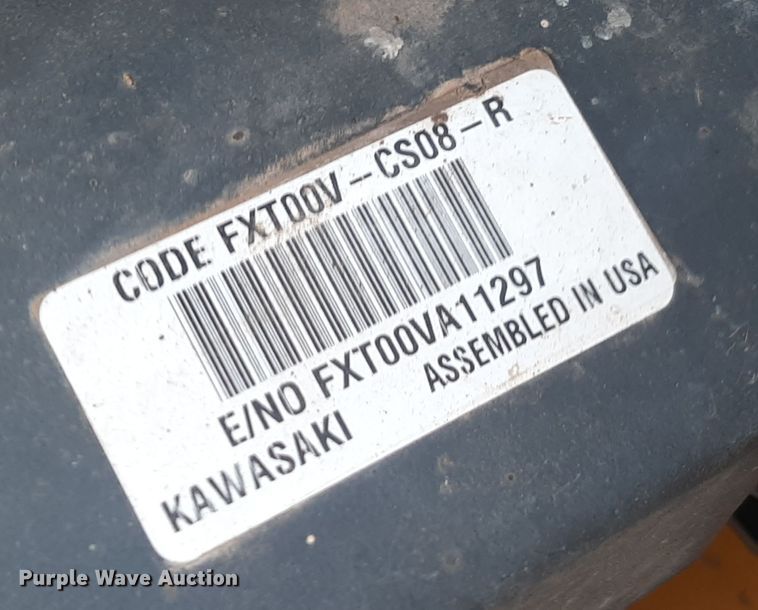 CODE FXT00V-CS08-R
E/NO FXT00VA11297
KAWASAKI ASSEMBLED IN USA
Purple Wave Auction